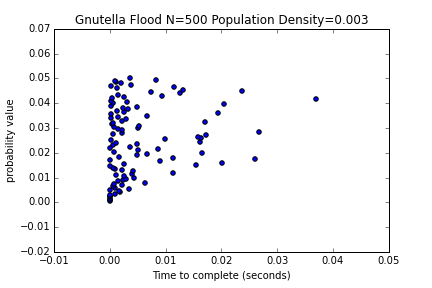 Gnutella Flood N=500 Population Density=0.003
0.07
0.06
0.05
0.04
0.03
0.02
0.01
0.00
−0.01
−0.02
probability value
−0.01 0.00 0.01 0.02 0.03 0.04 0.05
Time to complete (seconds)